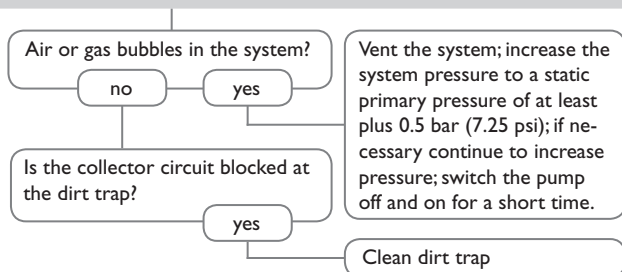 Air or gas bubbles in the system?
no
yes
Vent the system; increase the
system pressure to a static
primary pressure of at least
plus 0.5 bar (7.25 psi); if ne-
cessary continue to increase
pressure; switch the pump
off and on for a short time.
Is the collector circuit blocked at
the dirt trap?
yes
Clean dirt trap